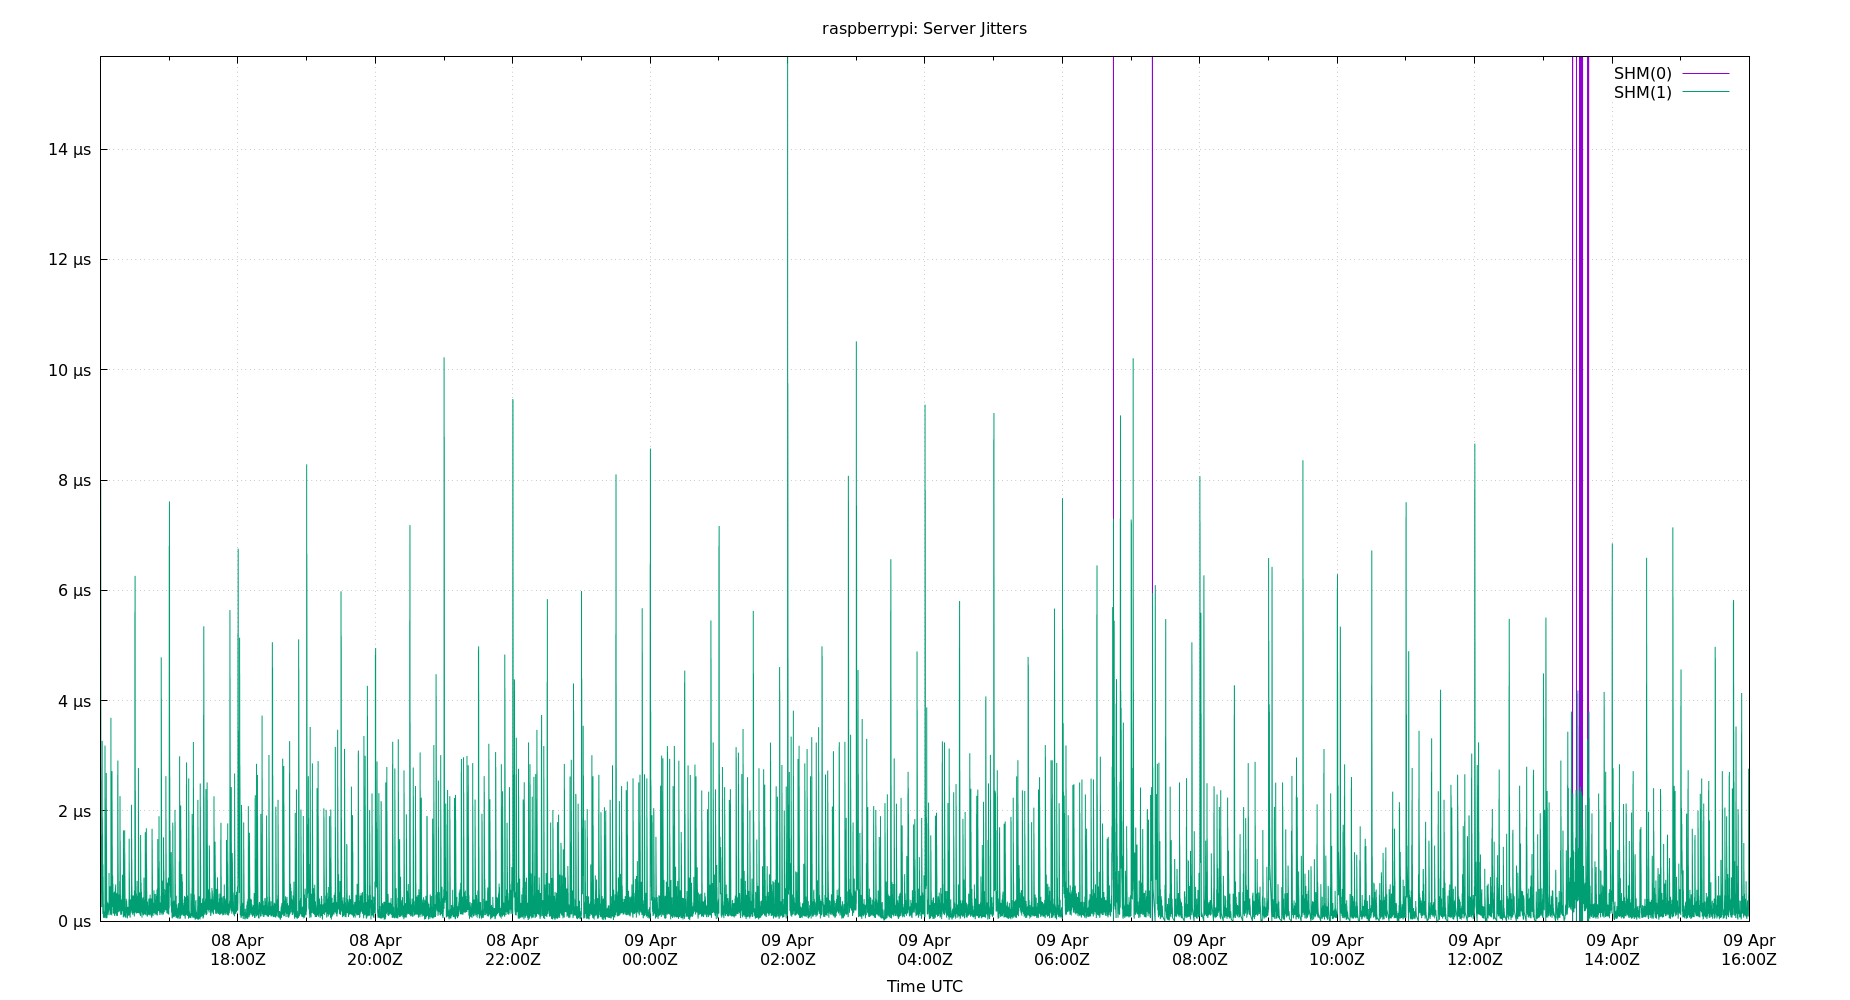 raspberrypi: Server Jitters
SHM(0)
SHM(1)
14 µs
12 µs
10 µs
8 µs
6 µs
4 µs
2 µs
0 µs
08 Apr 08 Apr 08 Apr 09 Apr 09 Apr 09 Apr 09 Apr 09 Apr 09 Apr 09 Apr 09 Apr 09 Apr
18:00Z 20:00Z 22:00Z 00:00Z 02:00Z 04:00Z 06:00Z 08:00Z 10:00Z 12:00Z 14:00Z 16:00Z
Time UTC